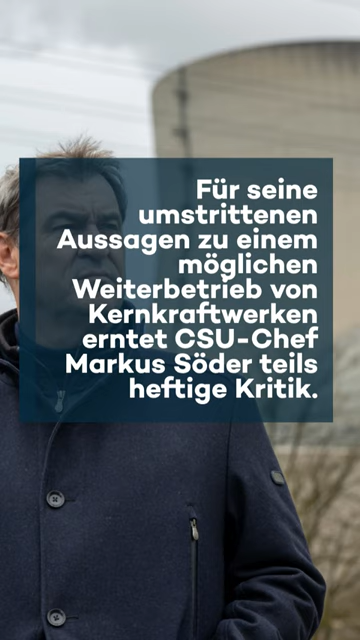 Für seine
umstrittenen
Aussagen zu einem
möglichen
Weiterbetrieb von
Kernkraftwerken
erntet CSU-Chef
Markus Söder teils
heftige Kritik.